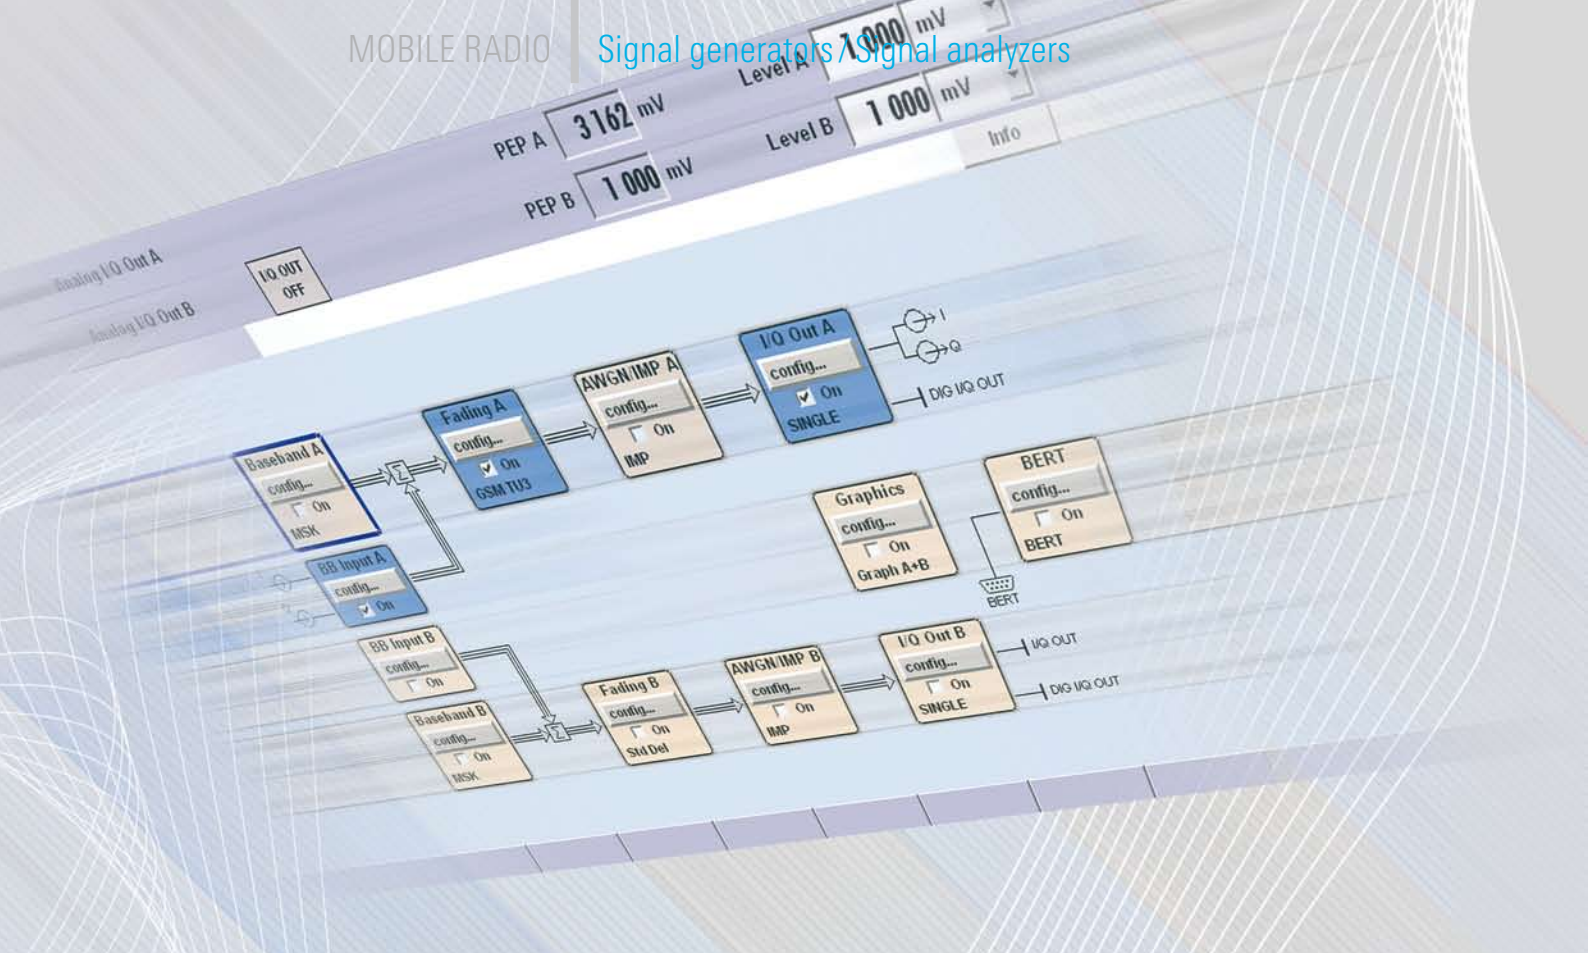 MOBILE RADIO
Signal generators / Signal analyzers
Level A 1.000 mV
PEP A 3162 mV
Level B 1 000 mV
PEP B 1 000 mV
Info
Analog I/Q Out A
I/Q OUT
OFF
Analog I/Q Out B
I/Q Out A
config...
On
SINGLE
I
Q
DIG I/Q OUT
AWGN/IMP A
config...
On
IMP
Fading A
config...
On
GSM TU3
Baseband A
config...
On
MSK
Σ
BB Input A
config...
On
Graphics
config...
On
Graph A+B
BERT
config...
On
BERT
BERT
BB Input B
config...
On
Baseband B
config...
On
MSK
Σ
Fading B
config...
On
Std Del
AWGN/IMP B
config...
On
IMP
I/Q Out B
config...
On
SINGLE
I/Q OUT
DIG I/Q OUT